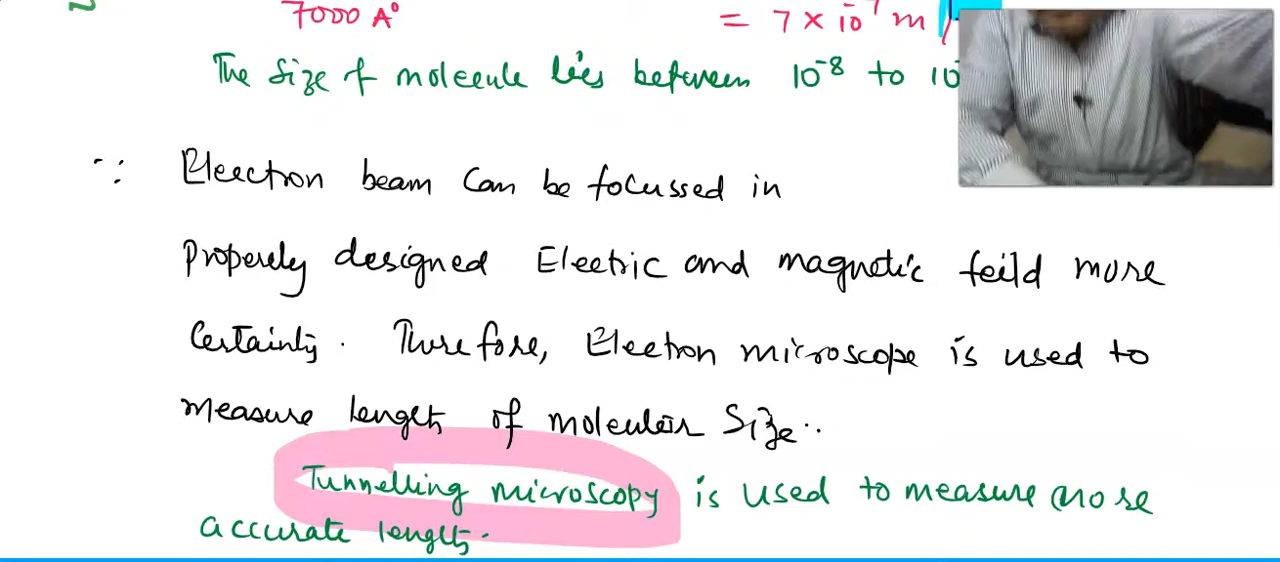 7000 A° = 7 × 10⁻⁷ m
The size of molecule lies between 10⁻⁸ to 10
∵ Electron beam can be focussed in
Properly designed Electric and magnetic feild more
Certainty. Therefore, Electron microscope is used to
measure length of molecular size..
Tunnelling microscopy is used to measure more
accurate length.